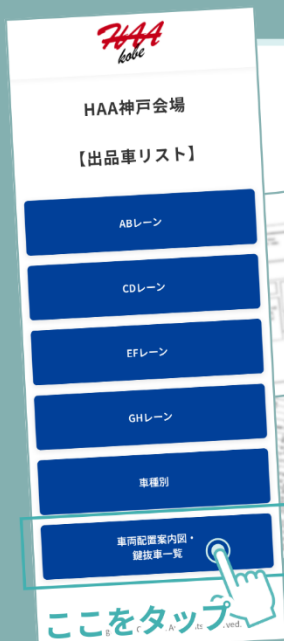 HAA
kobe
HAA神戸会場
【出品車リスト】
ABレーン
CDレーン
EFレーン
GHレーン
車種別
車両配置案内図・
鍵抜車一覧
ここをタップ